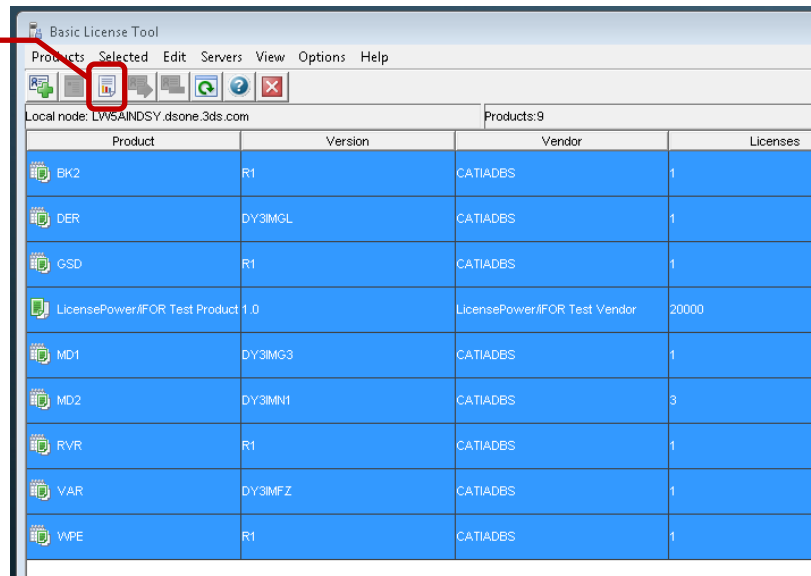 Basic License Tool
Products Selected Edit Servers View Options Help
Local node: LW5AINDSY.dsone.3ds.com Products:9
Product Version Vendor Licenses
BK2 R1 CATIADBS 1
DER DY3IMGL CATIADBS 1
GSD R1 CATIADBS 1
LicensePower/iFOR Test Product 1.0 LicensePower/iFOR Test Vendor 20000
MD1 DY3IMG3 CATIADBS 1
MD2 DY3IMN1 CATIADBS 3
RVR R1 CATIADBS 1
VAR DY3IMFZ CATIADBS 1
WPE R1 CATIADBS 1